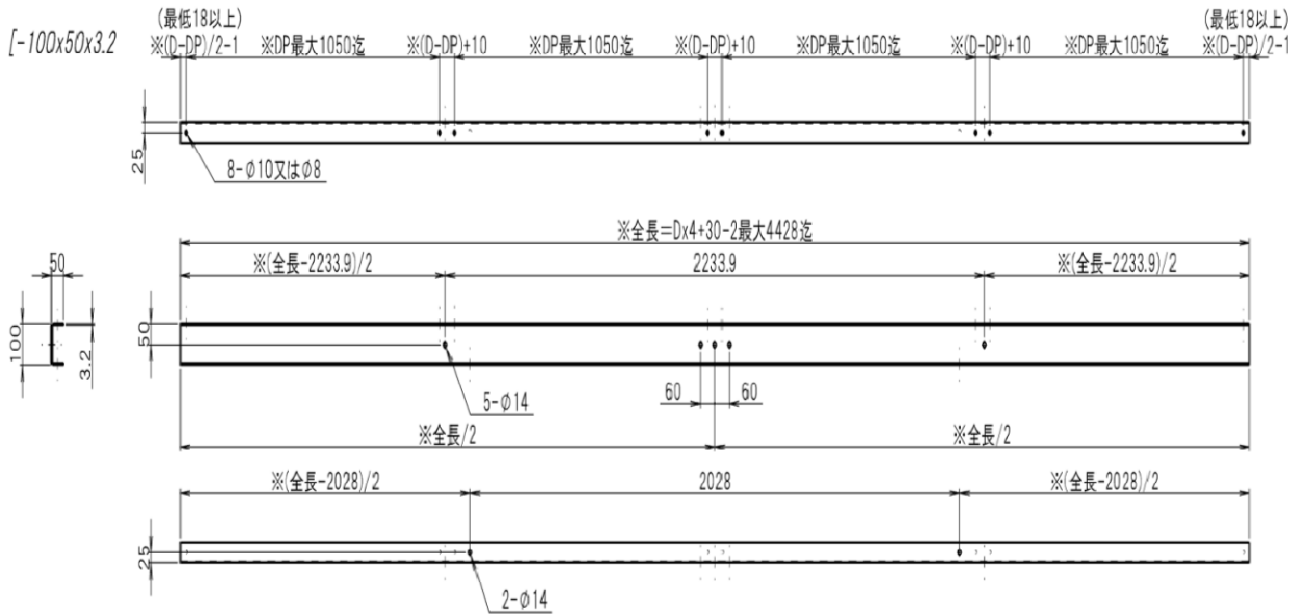 (最低18以上)
(最低18以上)
[-100x50x3.2
※(D-DP)/2-1
※DP最大1050迄
※(D-DP)+10
※DP最大1050迄
※(D-DP)+10
※DP最大1050迄
※(D-DP)+10
※DP最大1050迄
※(D-DP)/2-1
25
8-φ10又はφ8
※全長=Dx4+30-2最大4428迄
50
※(全長-2233.9)/2
2233.9
※(全長-2233.9)/2
100
3.2
50
60
60
5-φ14
※全長/2
※全長/2
※(全長-2028)/2
2028
※(全長-2028)/2
25
2-φ14